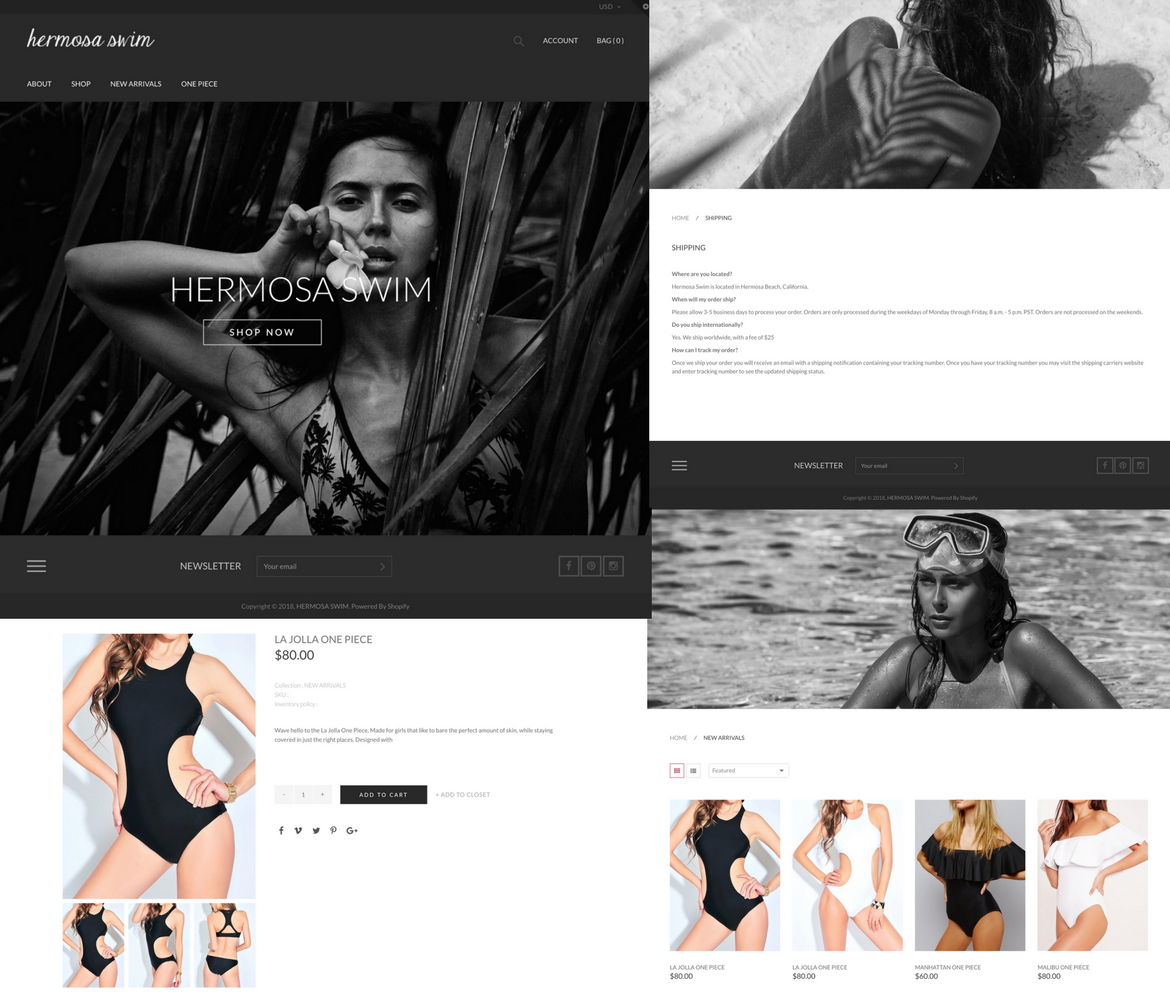 USD
hermosa swim
ACCOUNT
BAG ( 0 )
ABOUT
SHOP
NEW ARRIVALS
ONE PIECE
HERMOSA SWIM
SHOP NOW
NEWSLETTER
Your email
Copyright © 2018, HERMOSA SWIM. Powered By Shopify
HOME / SHIPPING
SHIPPING
Where are you located?
Hermosa Swim is located in Hermosa Beach, California.
When will my order ship?
Please allow 3-5 business days to process your order. Orders are only processed during the weekdays of Monday through Friday, 8 a.m. - 5 p.m. PST. Orders are not processed on the weekends.
Do you ship internationally?
Yes, We ship worldwide, with a fee of $25
How can I track my order?
Once we ship your order you will receive an email with a shipping notification containing your tracking number. Once you have your tracking number you may visit the shipping carriers website
and enter tracking number to see the updated shipping status.
NEWSLETTER
Your email
Copyright © 2018, HERMOSA SWIM. Powered By Shopify
LA JOLLA ONE PIECE
$80.00
Collection : NEW ARRIVALS
SKU :
Inventory policy :
Wave hello to the La Jolla One Piece. Made for girls that like to bare the perfect amount of skin, while staying
covered in just the right places. Designed with
- 1 +
ADD TO CART
+ ADD TO CLOSET
HOME / NEW ARRIVALS
Featured
LA JOLLA ONE PIECE
$80.00
LA JOLLA ONE PIECE
$80.00
MANHATTAN ONE PIECE
$60.00
MALIBU ONE PIECE
$80.00